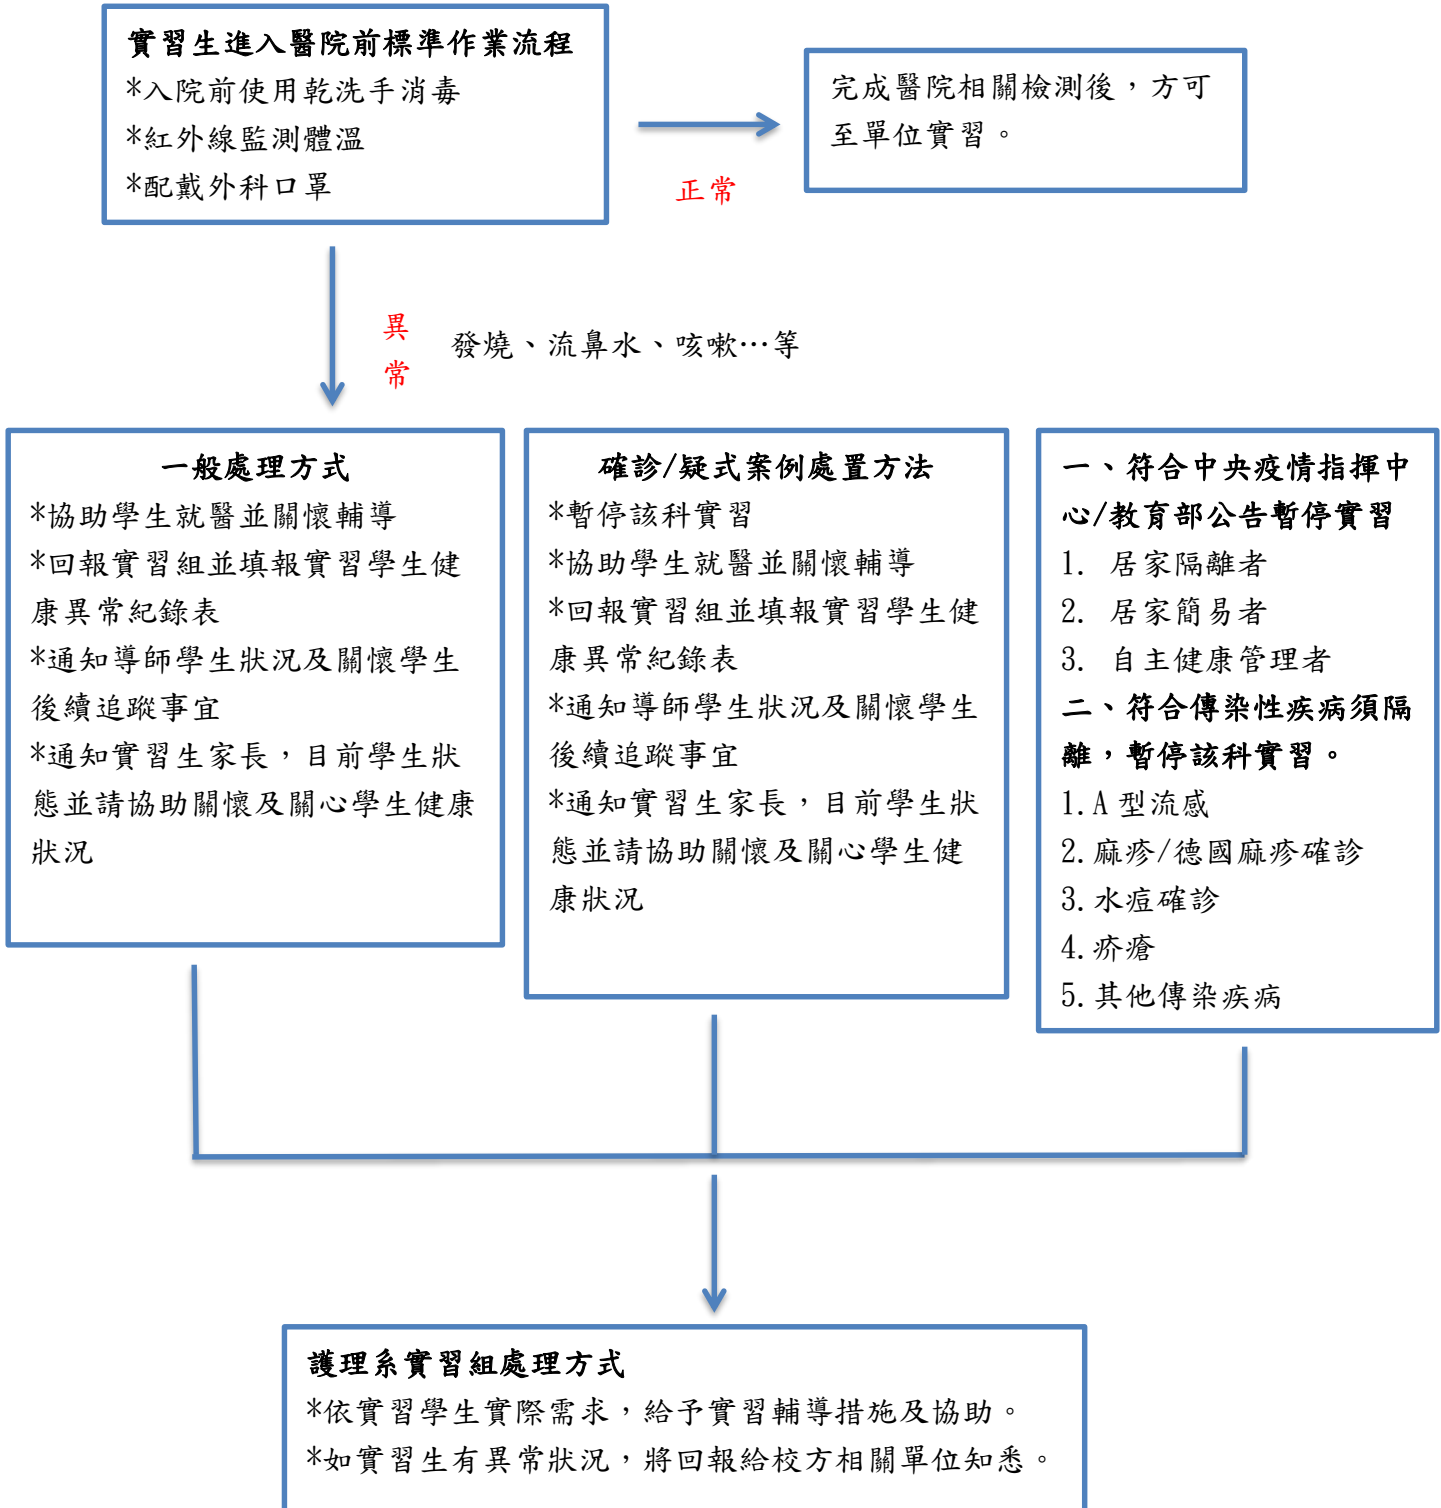 實習生進入醫院前標準作業流程
*入院前使用乾洗手消毒
*紅外線監測體溫
*配戴外科口罩
正常
完成醫院相關檢測後，方可
至單位實習。
異
常
發燒、流鼻水、咳嗽…等
一般處理方式
*協助學生就醫並關懷輔導
*回報實習組並填報實習學生健
康異常紀錄表
*通知導師學生狀況及關懷學生
後續追蹤事宜
*通知實習生家長，目前學生狀
態並請協助關懷及關心學生健康
狀況
確診/疑式案例處置方法
*暫停該科實習
*協助學生就醫並關懷輔導
*回報實習組並填報實習學生健
康異常紀錄表
*通知導師學生狀況及關懷學生
後續追蹤事宜
*通知實習生家長，目前學生狀
態並請協助關懷及關心學生健
康狀況
一、符合中央疫情指揮中
心/教育部公告暫停實習
1. 居家隔離者
2. 居家簡易者
3. 自主健康管理者
二、符合傳染性疾病須隔
離，暫停該科實習。
1.A 型流感
2.麻疹/德國麻疹確診
3.水痘確診
4.疥瘡
5.其他傳染疾病
護理系實習組處理方式
*依實習學生實際需求，給予實習輔導措施及協助。
*如實習生有異常狀況，將回報給校方相關單位知悉。